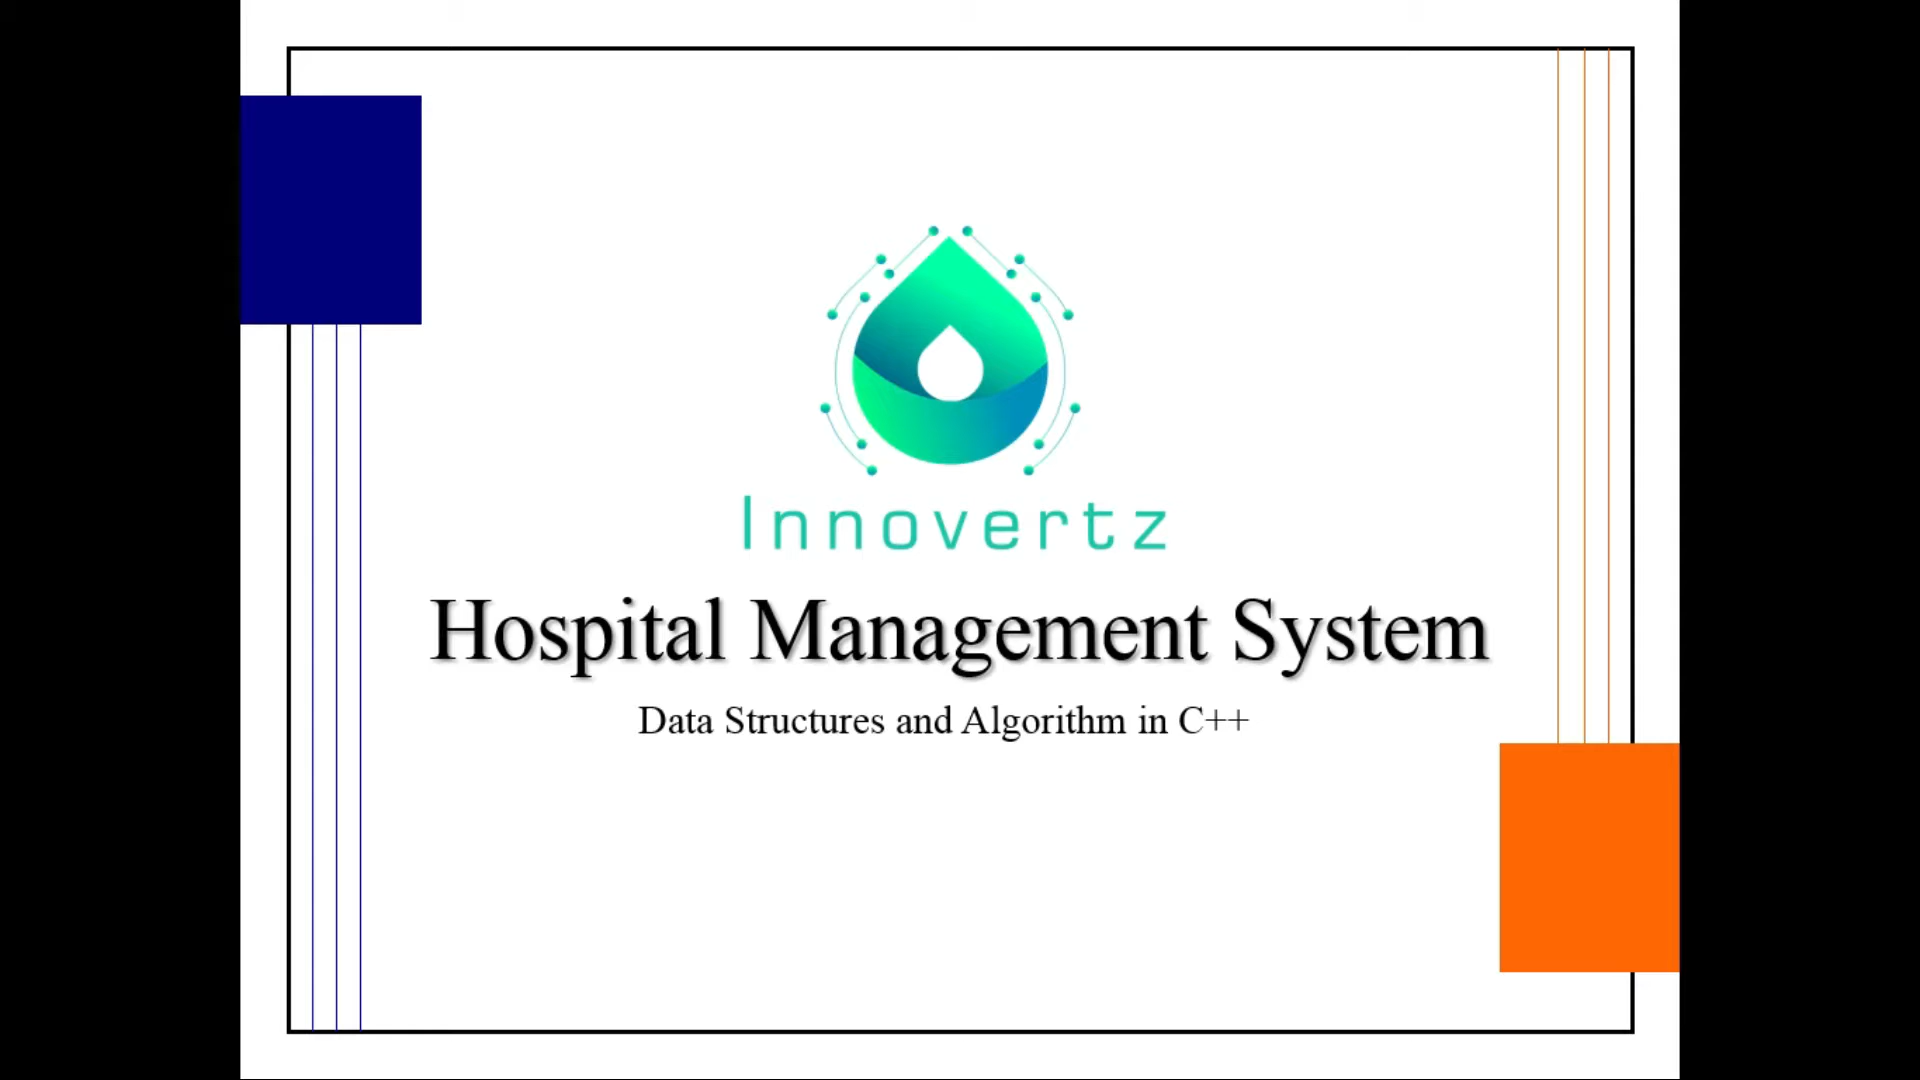 Innovertz
Hospital Management System
Data Structures and Algorithm in C++